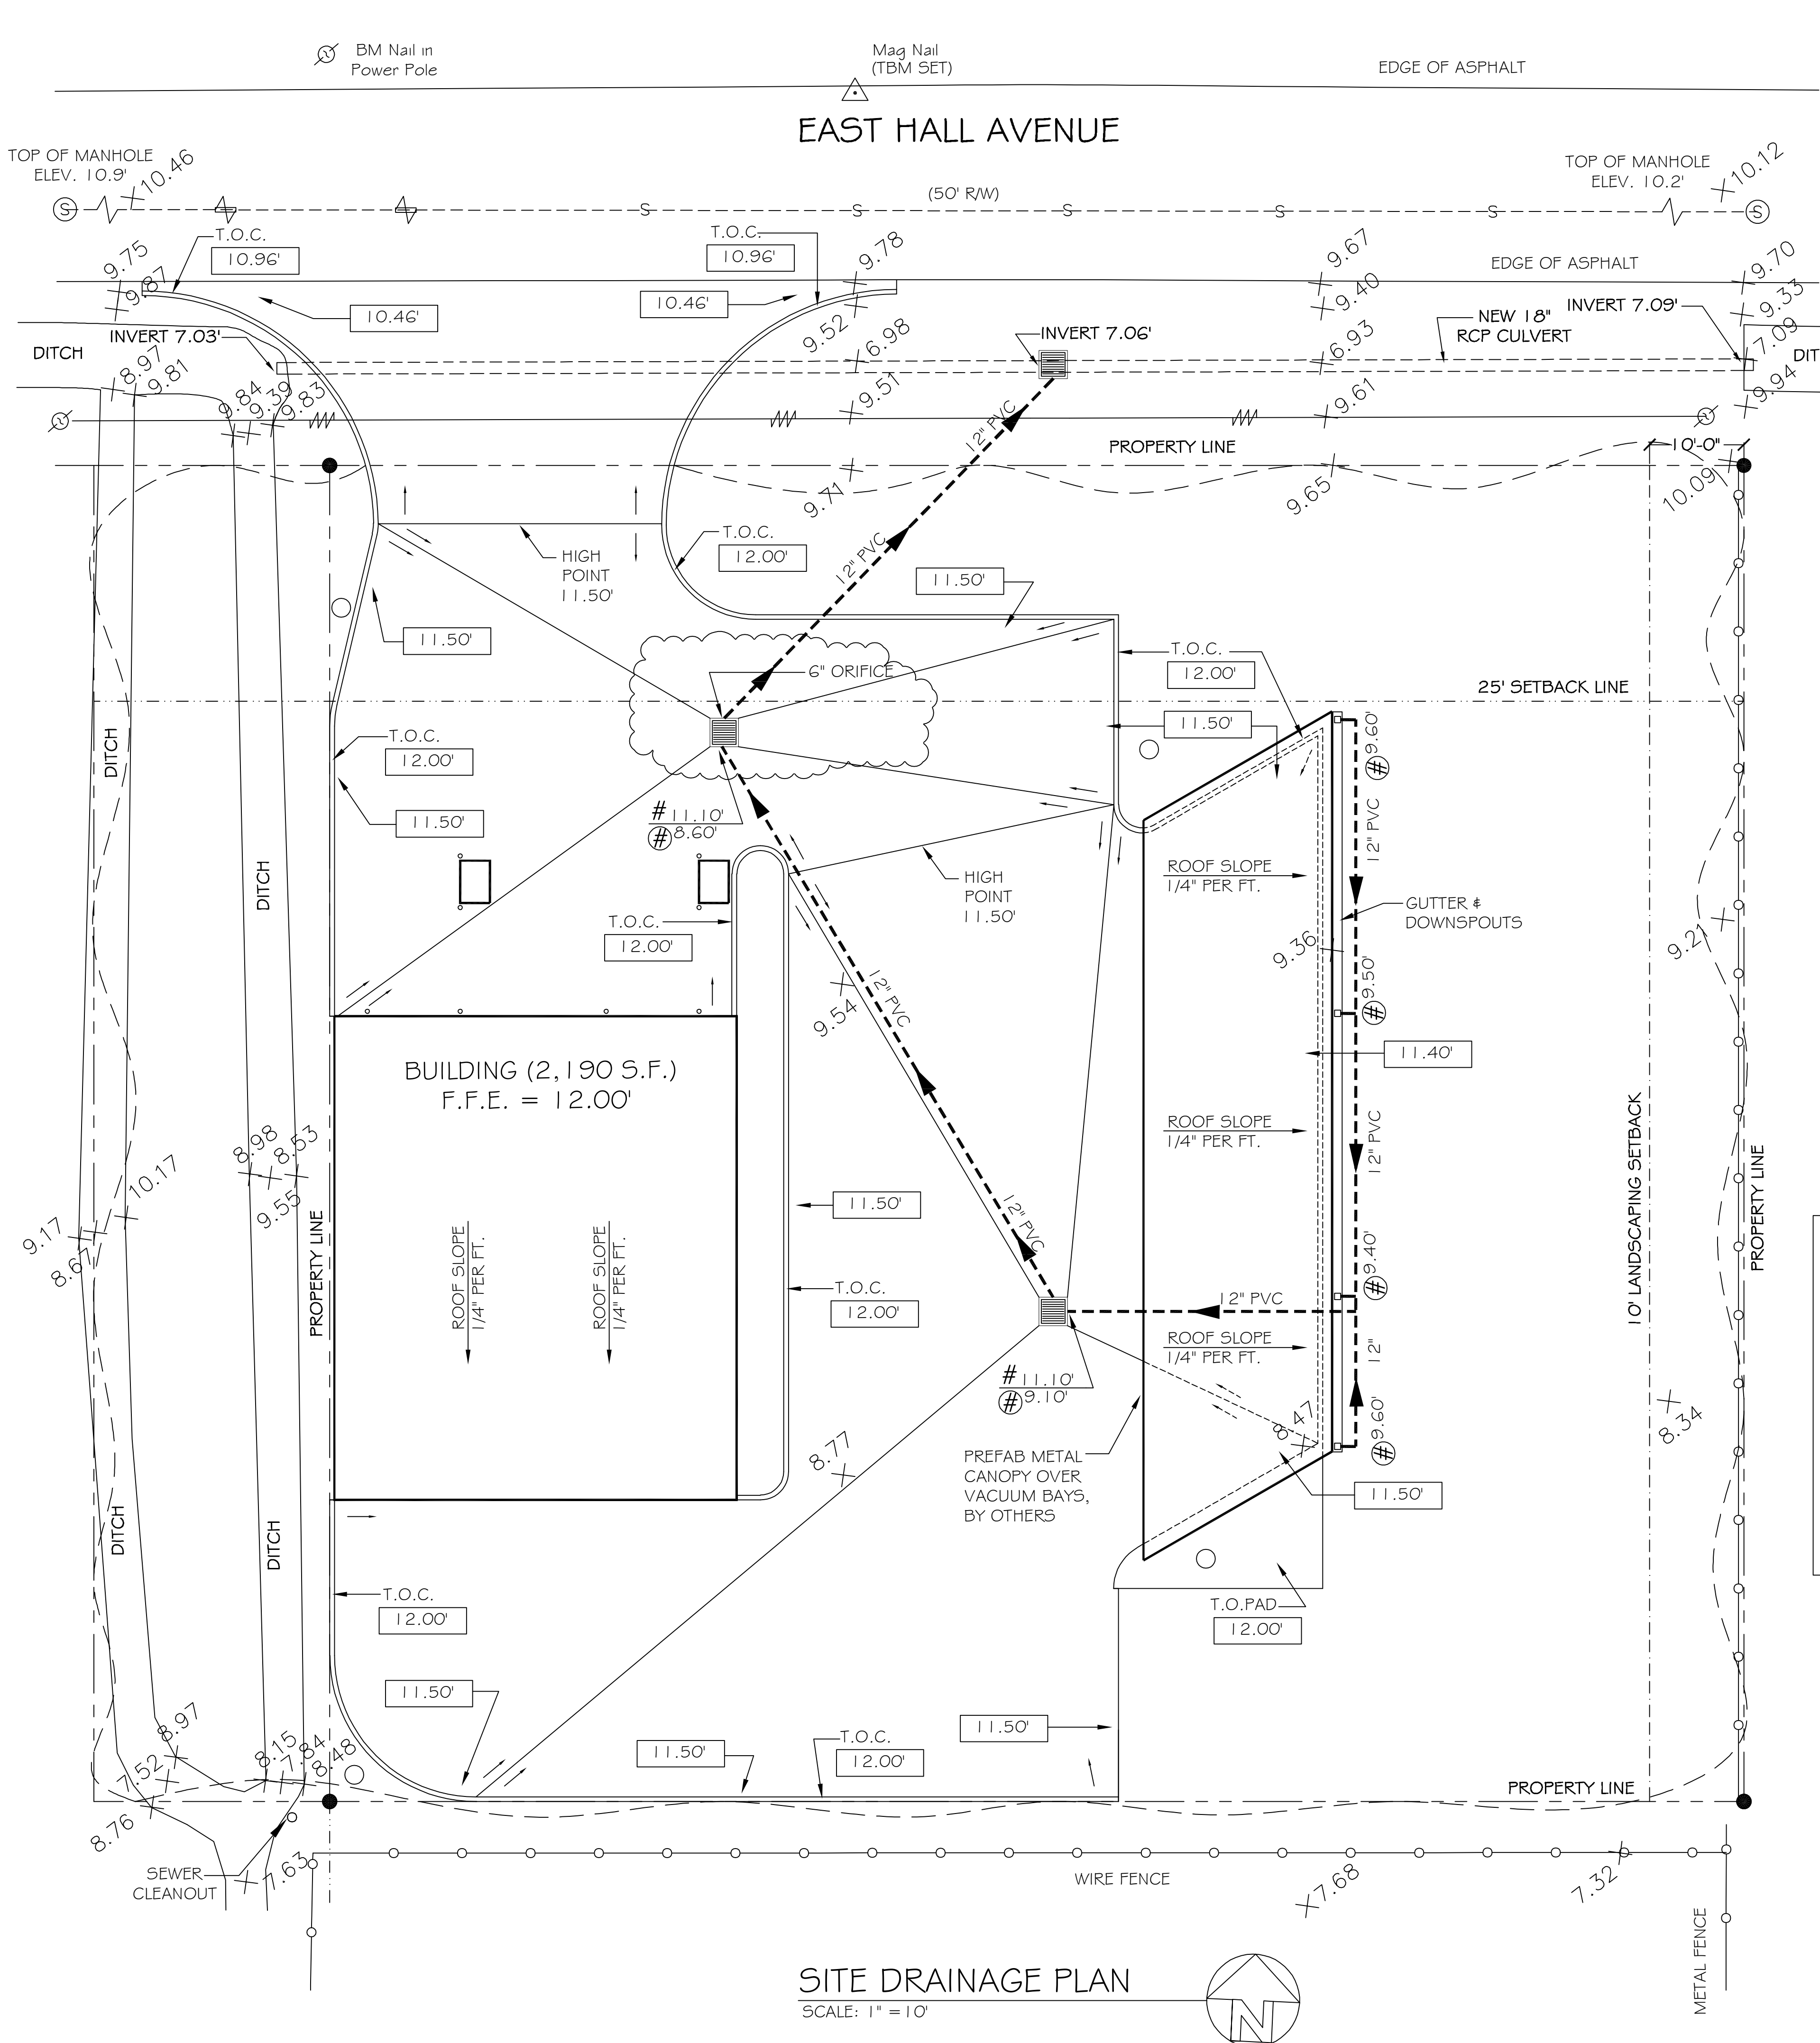 BM Nail in
Power Pole
Mag Nail
(TBM SET)
EDGE OF ASPHALT
EAST HALL AVENUE
TOP OF MANHOLE
ELEV. 10.9'
10.46
TOP OF MANHOLE
ELEV. 10.2'
10.12
(50' R/W)
S
S
S
S
S
S
S
T.O.C.
10.96'
T.O.C.
10.96'
9.75
9.87
9.78
9.67
EDGE OF ASPHALT
9.70
10.46'
10.46'
9.40
9.33
INVERT 7.03'
9.52
6.98
INVERT 7.06'
6.93
NEW 18"
RCP CULVERT
INVERT 7.09'
7.09
DITCH
DIT
8.97
9.81
9.84
9.39
9.83
9.51
9.61
9.94
12" PVC
PROPERTY LINE
10'-0"
9.71
9.65
10.09
HIGH
POINT
11.50'
T.O.C.
12.00'
12" PVC
11.50'
11.50'
T.O.C.
12.00'
6" ORIFICE
25' SETBACK LINE
11.50'
DITCH
T.O.C.
12.00'
11.50'
# 11.10'
# 8.60'
# 9.60'
12" PVC
DITCH
ROOF SLOPE
1/4" PER FT.
HIGH
POINT
11.50'
GUTTER &
DOWNSPOUTS
T.O.C.
12.00'
9.36
9.21
12" PVC
9.54
# 9.50'
11.40'
BUILDING (2,190 S.F.)
F.F.E. = 12.00'
ROOF SLOPE
1/4" PER FT.
12" PVC
10' LANDSCAPING SETBACK
PROPERTY LINE
8.98
8.53
9.55
10.17
9.17
8.67
PROPERTY LINE
ROOF SLOPE
1/4" PER FT.
ROOF SLOPE
1/4" PER FT.
11.50'
12" PVC
T.O.C.
12.00'
12" PVC
# 9.40'
ROOF SLOPE
1/4" PER FT.
12"
# 11.10'
# 9.10'
8.47
# 9.60'
8.34
8.77
PREFAB METAL
CANOPY OVER
VACUUM BAYS,
BY OTHERS
11.50'
DITCH
DITCH
T.O.C.
12.00'
T.O.PAD
12.00'
11.50'
11.50'
11.50'
T.O.C.
12.00'
8.97
7.52
8.15
7.84
8.48
8.76
PROPERTY LINE
SEWER
CLEANOUT
7.63
WIRE FENCE
7.68
7.32
METAL FENCE
SITE DRAINAGE PLAN
SCALE: 1" =10'
N